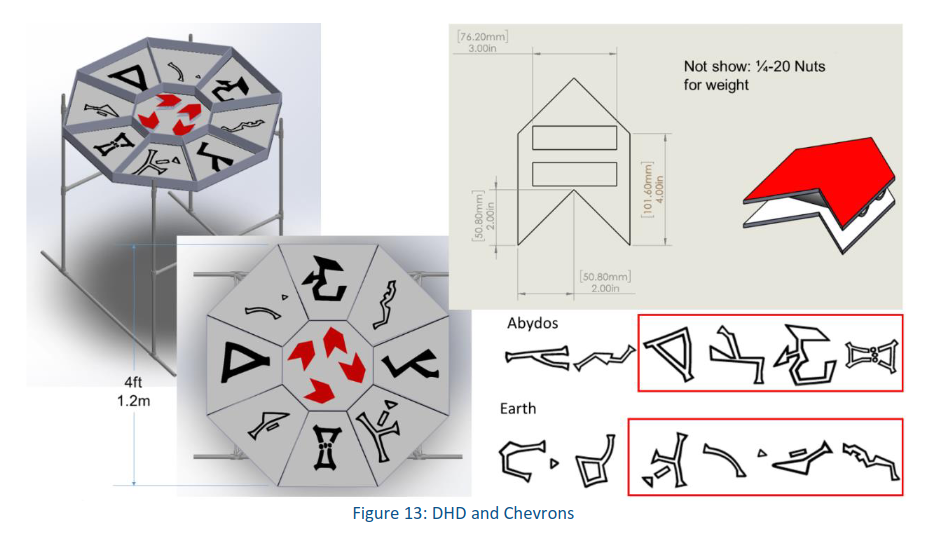 [76.20mm]
3.00in
Not show: ¼-20 Nuts
for weight
[50.80mm]
2.00in
[101.60mm]
4.00in
[50.80mm]
2.00in
4ft
1.2m
Abydos
Earth
Figure 13: DHD and Chevrons